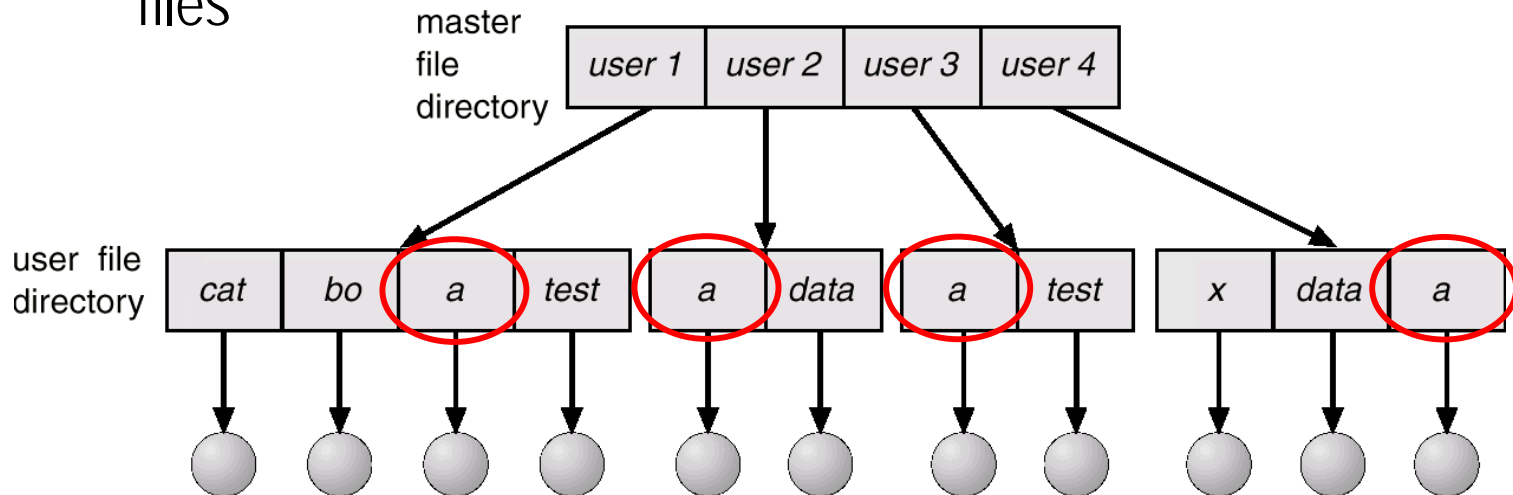 files
master
file
directory
user 1 user 2 user 3 user 4
user file
directory
cat bo a test a data a test x data a